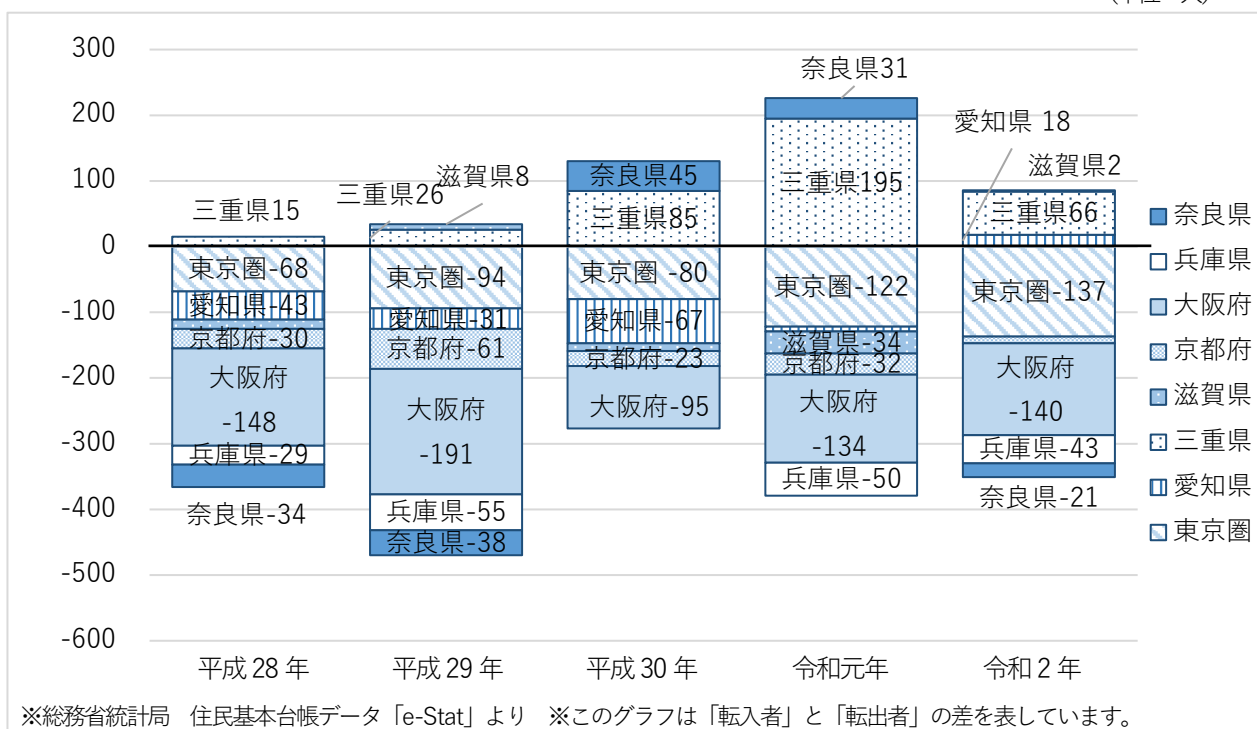 300
200
100
0
-100
-200
-300
-400
-500
-600
三重県15
東京圏-68
愛知県-43
京都府-30
大阪府
-148
兵庫県-29
奈良県-34
三重県26
滋賀県8
東京圏-94
愛知県-31
京都府-61
大阪府
-191
兵庫県-55
奈良県-38
奈良県45
三重県85
東京圏 -80
愛知県-67
京都府-23
大阪府-95
奈良県31
三重県195
東京圏-122
滋賀県-34
京都府-32
大阪府
-134
兵庫県-50
愛知県 18
滋賀県2
三重県66
東京圏-137
大阪府
-140
兵庫県-43
奈良県-21
奈良県
兵庫県
大阪府
京都府
滋賀県
三重県
愛知県
東京圏
平成 28 年
平成 29 年
平成 30 年
令和元年
令和 2 年
※総務省統計局 住民基本台帳データ「e-Stat」より ※このグラフは「転入者」と「転出者」の差を表しています。